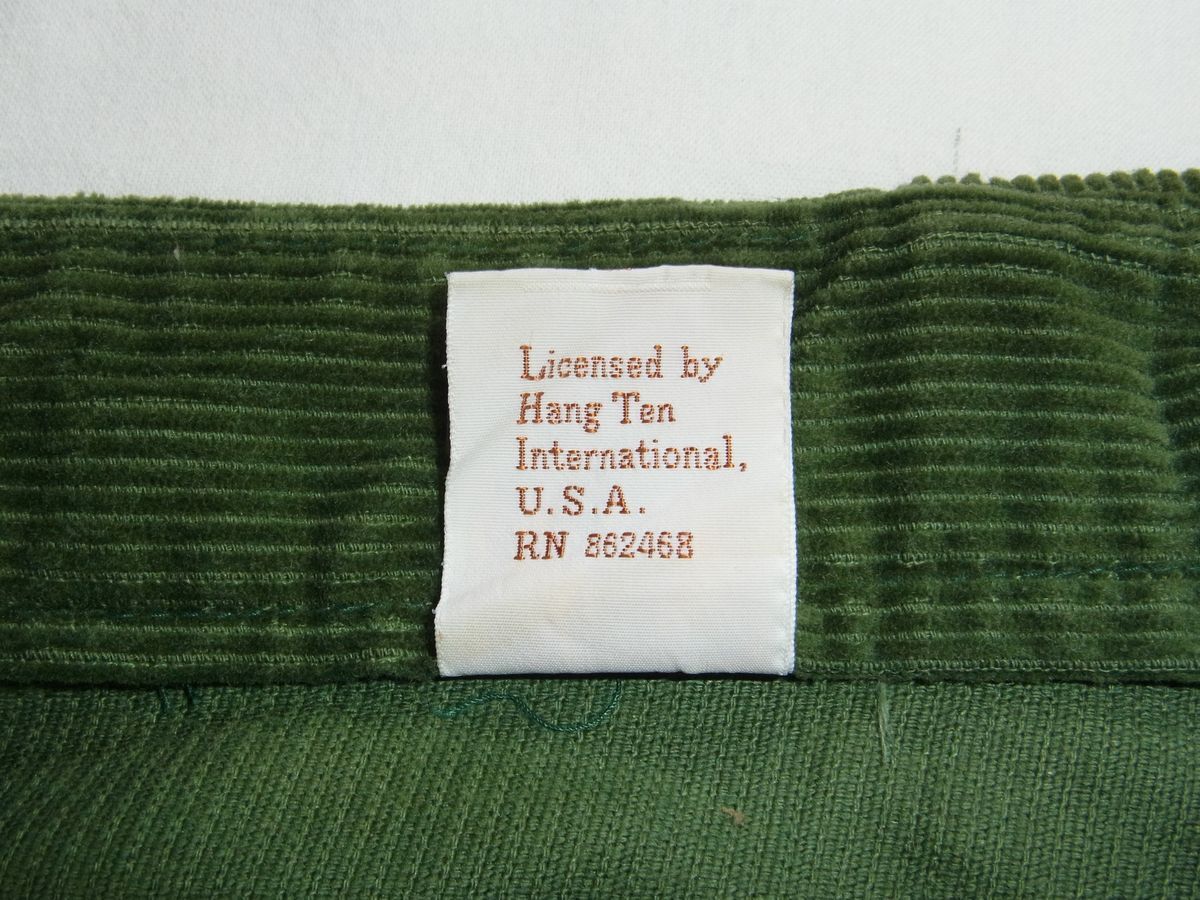 Licensed by
Hang Ten
International,
U.S.A.
RN 862468